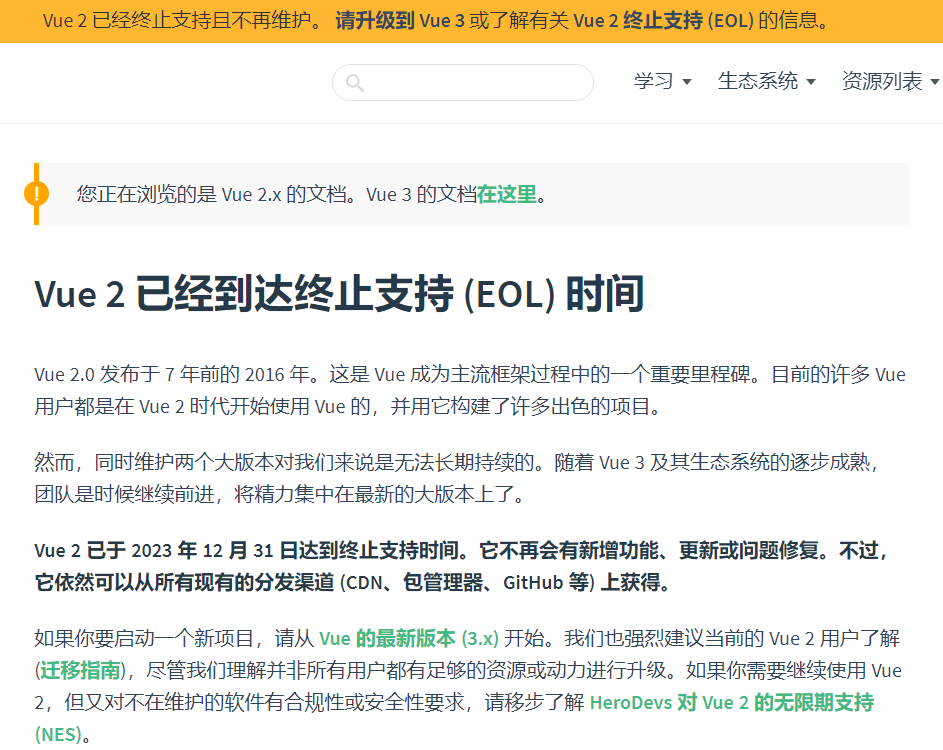 Vue 2 已经终止支持且不再维护。 请升级到 Vue 3 或了解有关 Vue 2 终止支持 (EOL) 的信息。
学习 生态系统 资源列表
您正在浏览的是 Vue 2.x 的文档。Vue 3 的文档在这里。
Vue 2 已经到达终止支持 (EOL) 时间
Vue 2.0 发布于 7 年前的 2016 年。这是 Vue 成为主流框架过程中的一个重要里程碑。目前的许多 Vue
用户都是在 Vue 2 时代开始使用 Vue 的，并用它构建了许多出色的项目。
然而，同时维护两个大版本对我们来说是无法长期持续的。随着 Vue 3 及其生态系统的逐步成熟，
团队是时候继续前进，将精力集中在最新的大版本上了。
Vue 2 已于 2023 年 12 月 31 日达到终止支持时间。它不再会有新增功能、更新或问题修复。不过，
它依然可以从所有现有的分发渠道 (CDN、包管理器、GitHub 等) 上获得。
如果你要启动一个新项目，请从 Vue 的最新版本 (3.x) 开始。我们也强烈建议当前的 Vue 2 用户了解
(迁移指南)，尽管我们理解并非所有用户都有足够的资源或动力进行升级。如果你需要继续使用 Vue
2，但又对不在维护的软件有合规性或安全性要求，请移步了解 HeroDevs 对 Vue 2 的无限期支持
(NES)。